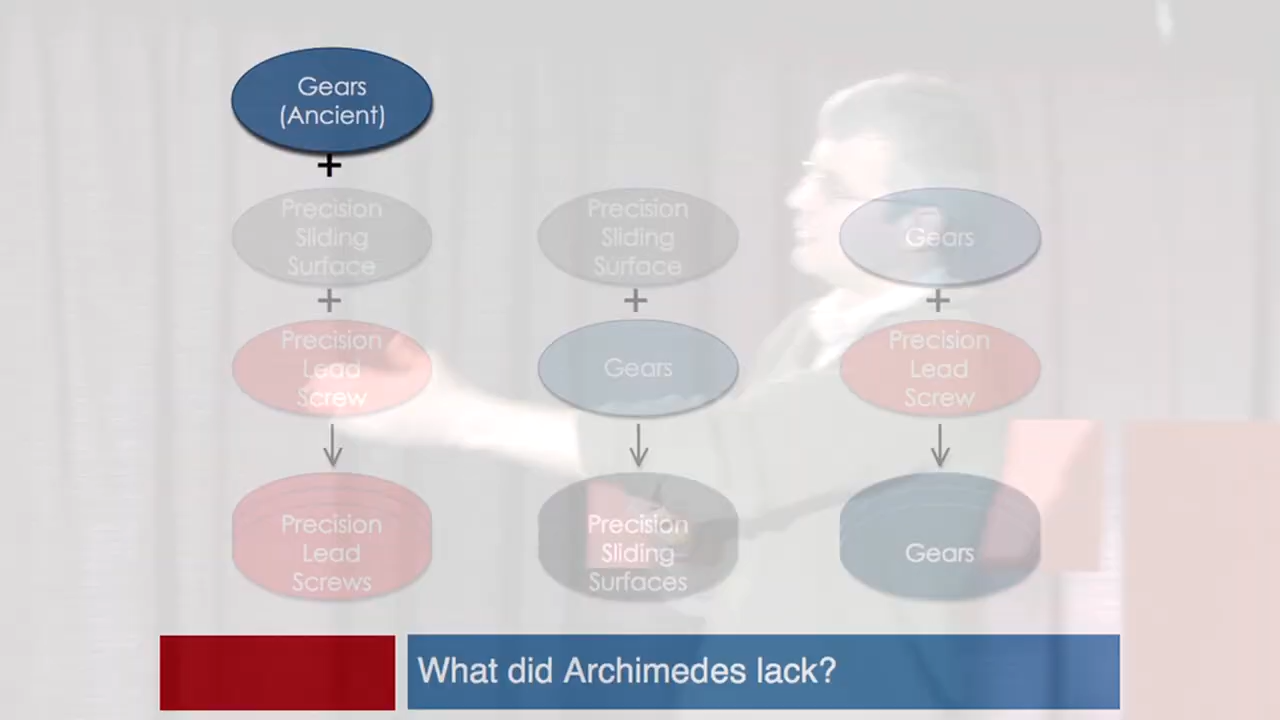 Gears
(Ancient)
+
Precision
Sliding
Surface
+
Precision
Lead
Screw
Precision
Lead
Screws
Precision
Sliding
Surface
+
Gears
Precision
Sliding
Surfaces
Gears
+
Precision
Lead
Screw
Gears
What did Archimedes lack?